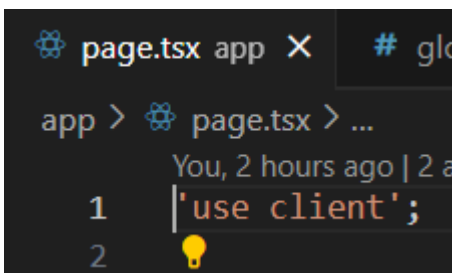 page.tsx app × # glo
app > page.tsx > ...
You, 2 hours ago | 2 a
1 'use client';
2